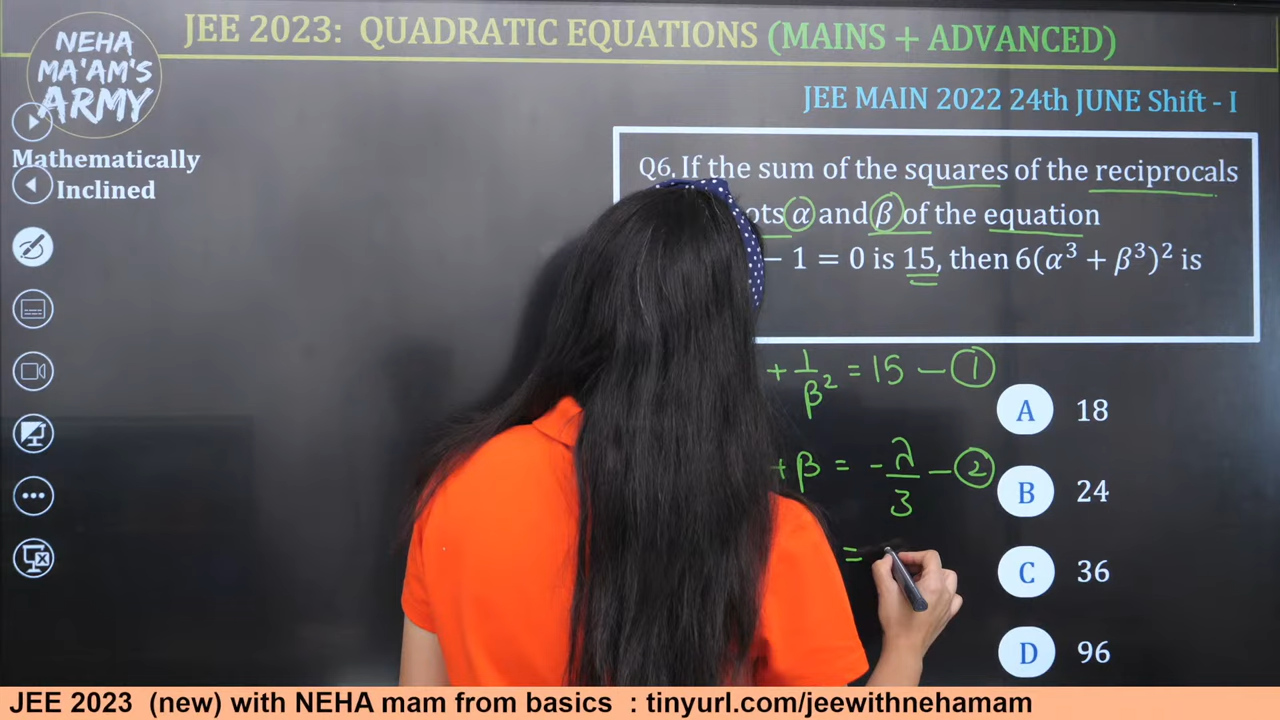 JEE 2023: QUADRATIC EQUATIONS (MAINS + ADVANCED)
NEHA
MA'AM'S
ARMY
Mathematically
Inclined
JEE MAIN 2022 24th JUNE Shift - I
Q6. If the sum of the squares of the reciprocals
α and β of the equation
− 1 = 0 is 15, then 6(α³ + β³)² is
+ 1/β² = 15 — ①
+ β = -λ/3 — ②
=
A 18
B 24
C 36
D 96
JEE 2023 (new) with NEHA mam from basics : tinyurl.com/jeewithnehamam